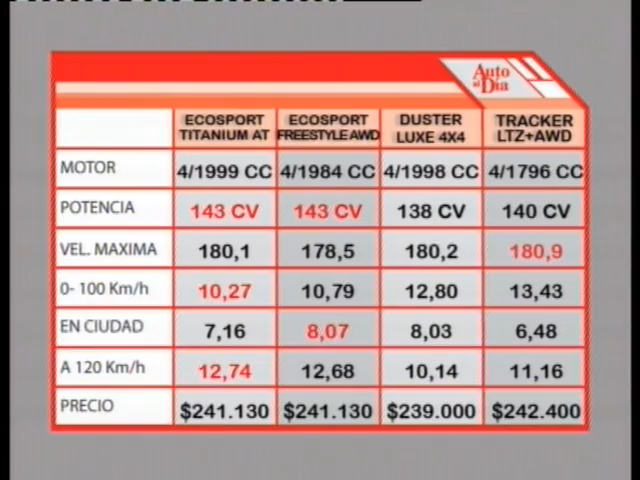 Auto
al Dia
ECOSPORT TITANIUM AT ECOSPORT FREESTYLE AWD DUSTER LUXE 4X4 TRACKER LTZ+AWD
MOTOR 4/1999 CC 4/1984 CC 4/1998 CC 4/1796 CC
POTENCIA 143 CV 143 CV 138 CV 140 CV
VEL. MAXIMA 180,1 178,5 180,2 180,9
0- 100 Km/h 10,27 10,79 12,80 13,43
EN CIUDAD 7,16 8,07 8,03 6,48
A 120 Km/h 12,74 12,68 10,14 11,16
PRECIO $241.130 $241.130 $239.000 $242.400